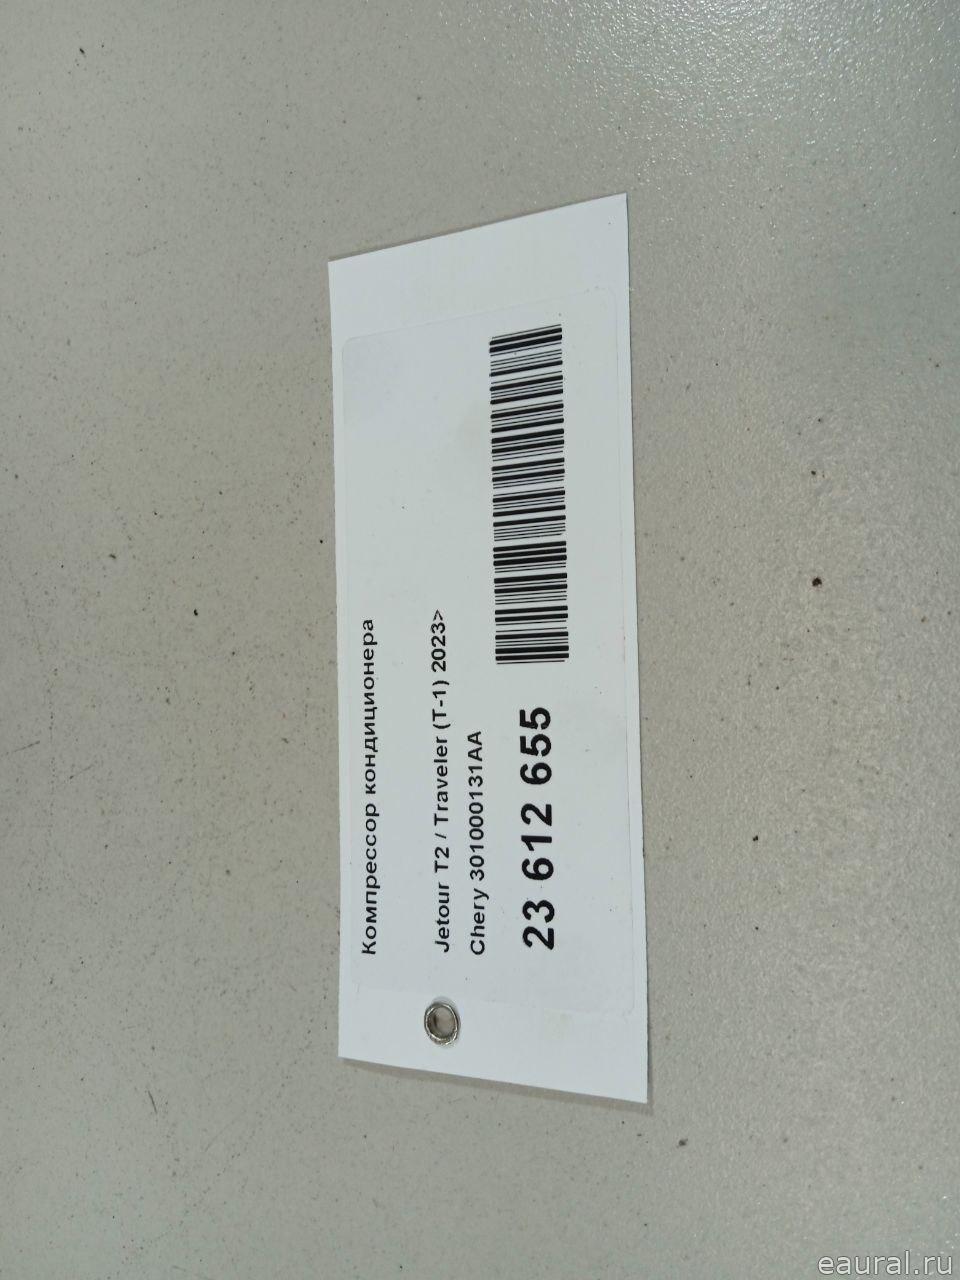 Компрессор кондиционера
Jetour T2 / Traveler (T-1) 2023>
Chery 301000131AA
23 612 655
eaural.ru